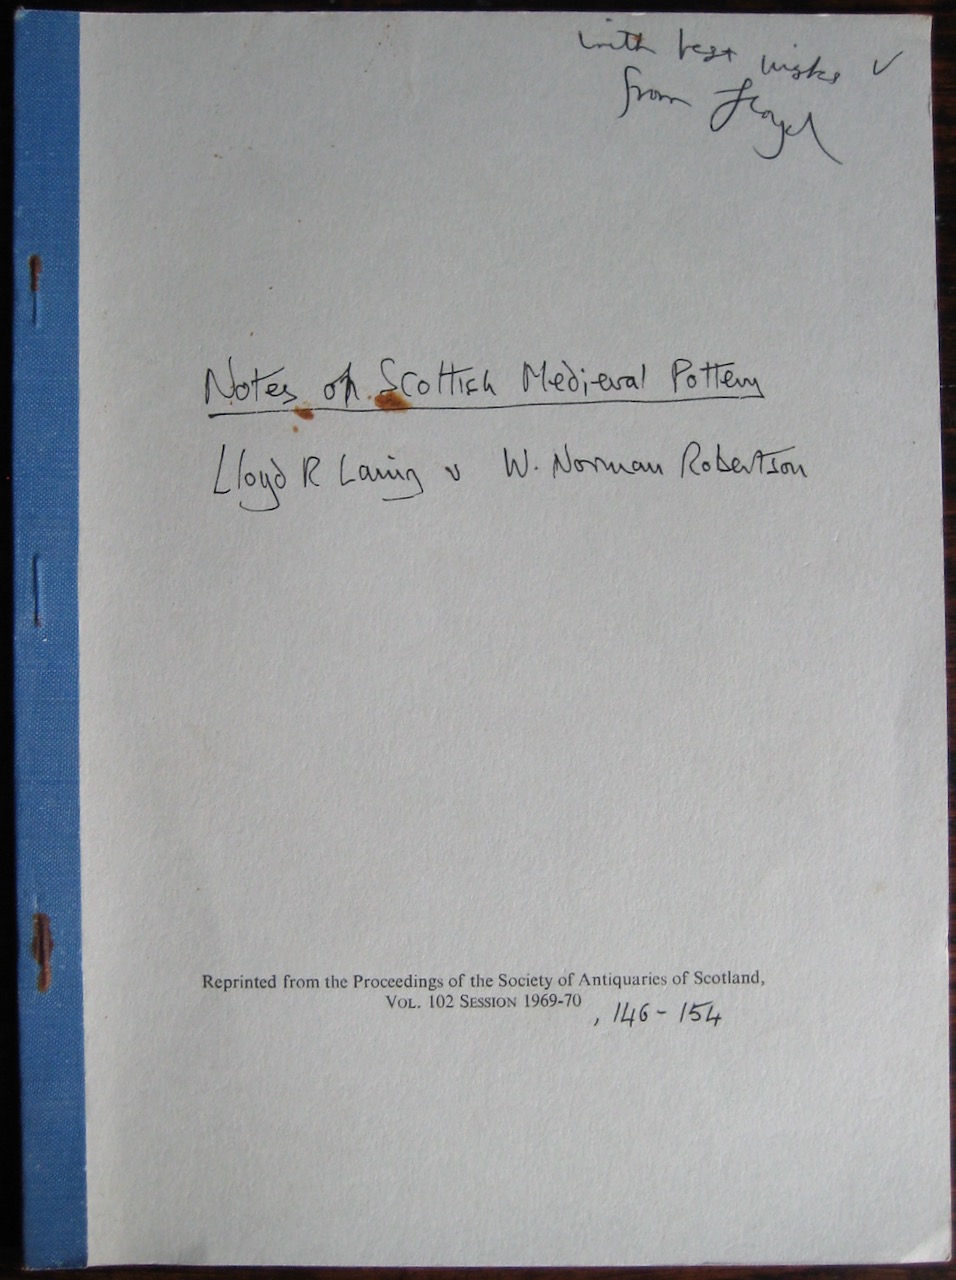 with best wishes
from Lloyd
Notes on Scottish Medieval Pottery
Lloyd R Laing v W. Norman Robertson
Reprinted from the Proceedings of the Society of Antiquaries of Scotland,
VOL. 102 SESSION 1969-70 , 146-154